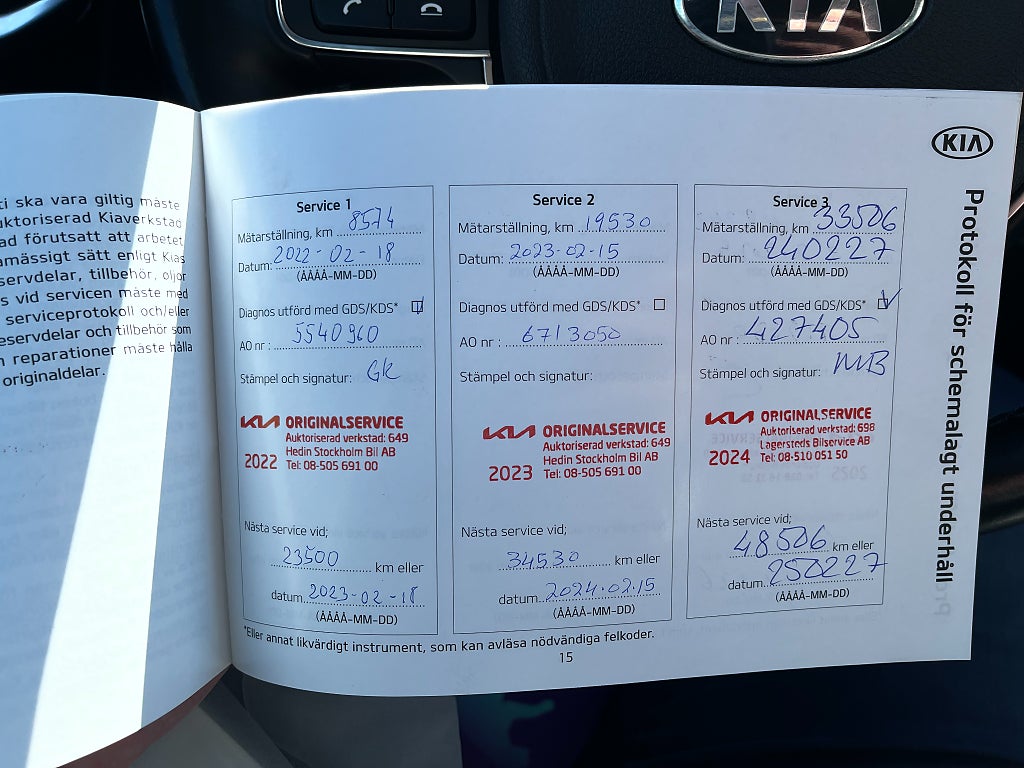 KIA
KIA
ti ska vara giltig måste
uktoriserad Kiaverkstad
ad förutsatt att arbetet
amässigt sätt enligt Kias
servdelar, tillbehör, oljor
s vid servicen måste med
serviceprotokoll och/eller
eservdelar och tillbehör som
n reparationer måste hålla
originaldelar.
Service 1
Mätarställning, km 8574
Datum: 2022-02-18
(ÅÅÅÅ-MM-DD)
Diagnos utförd med GDS/KDS*
AO nr : 5540960
Stämpel och signatur: GK
KIA ORIGINALSERVICE
Auktoriserad verkstad: 649
Hedin Stockholm Bil AB
2022 Tel: 08-505 691 00
Nästa service vid;
23500 km eller
datum 2023-02-18
(ÅÅÅÅ-MM-DD)
Service 2
Mätarställning, km 19530
Datum: 2023-02-15
(ÅÅÅÅ-MM-DD)
Diagnos utförd med GDS/KDS*
AO nr : 6713050
Stämpel och signatur:
KIA ORIGINALSERVICE
Auktoriserad verkstad: 649
Hedin Stockholm Bil AB
2023 Tel: 08-505 691 00
Nästa service vid;
34530 km eller
datum 2024.02.15
(ÅÅÅÅ-MM-DD)
Service 3
Mätarställning, km 33506
Datum: 240227
(ÅÅÅÅ-MM-DD)
Diagnos utförd med GDS/KDS*
AO nr : 427405
Stämpel och signatur: MB
KIA ORIGINALSERVICE
Auktoriserad verkstad: 698
Lagersteds Bilservice AB
2024 Tel: 08-510 051 50
Nästa service vid;
48506 km eller
datum 250227
(ÅÅÅÅ-MM-DD)
*Eller annat likvärdigt instrument, som kan avläsa nödvändiga felkoder.
15
Protokoll för schemalagt underhåll